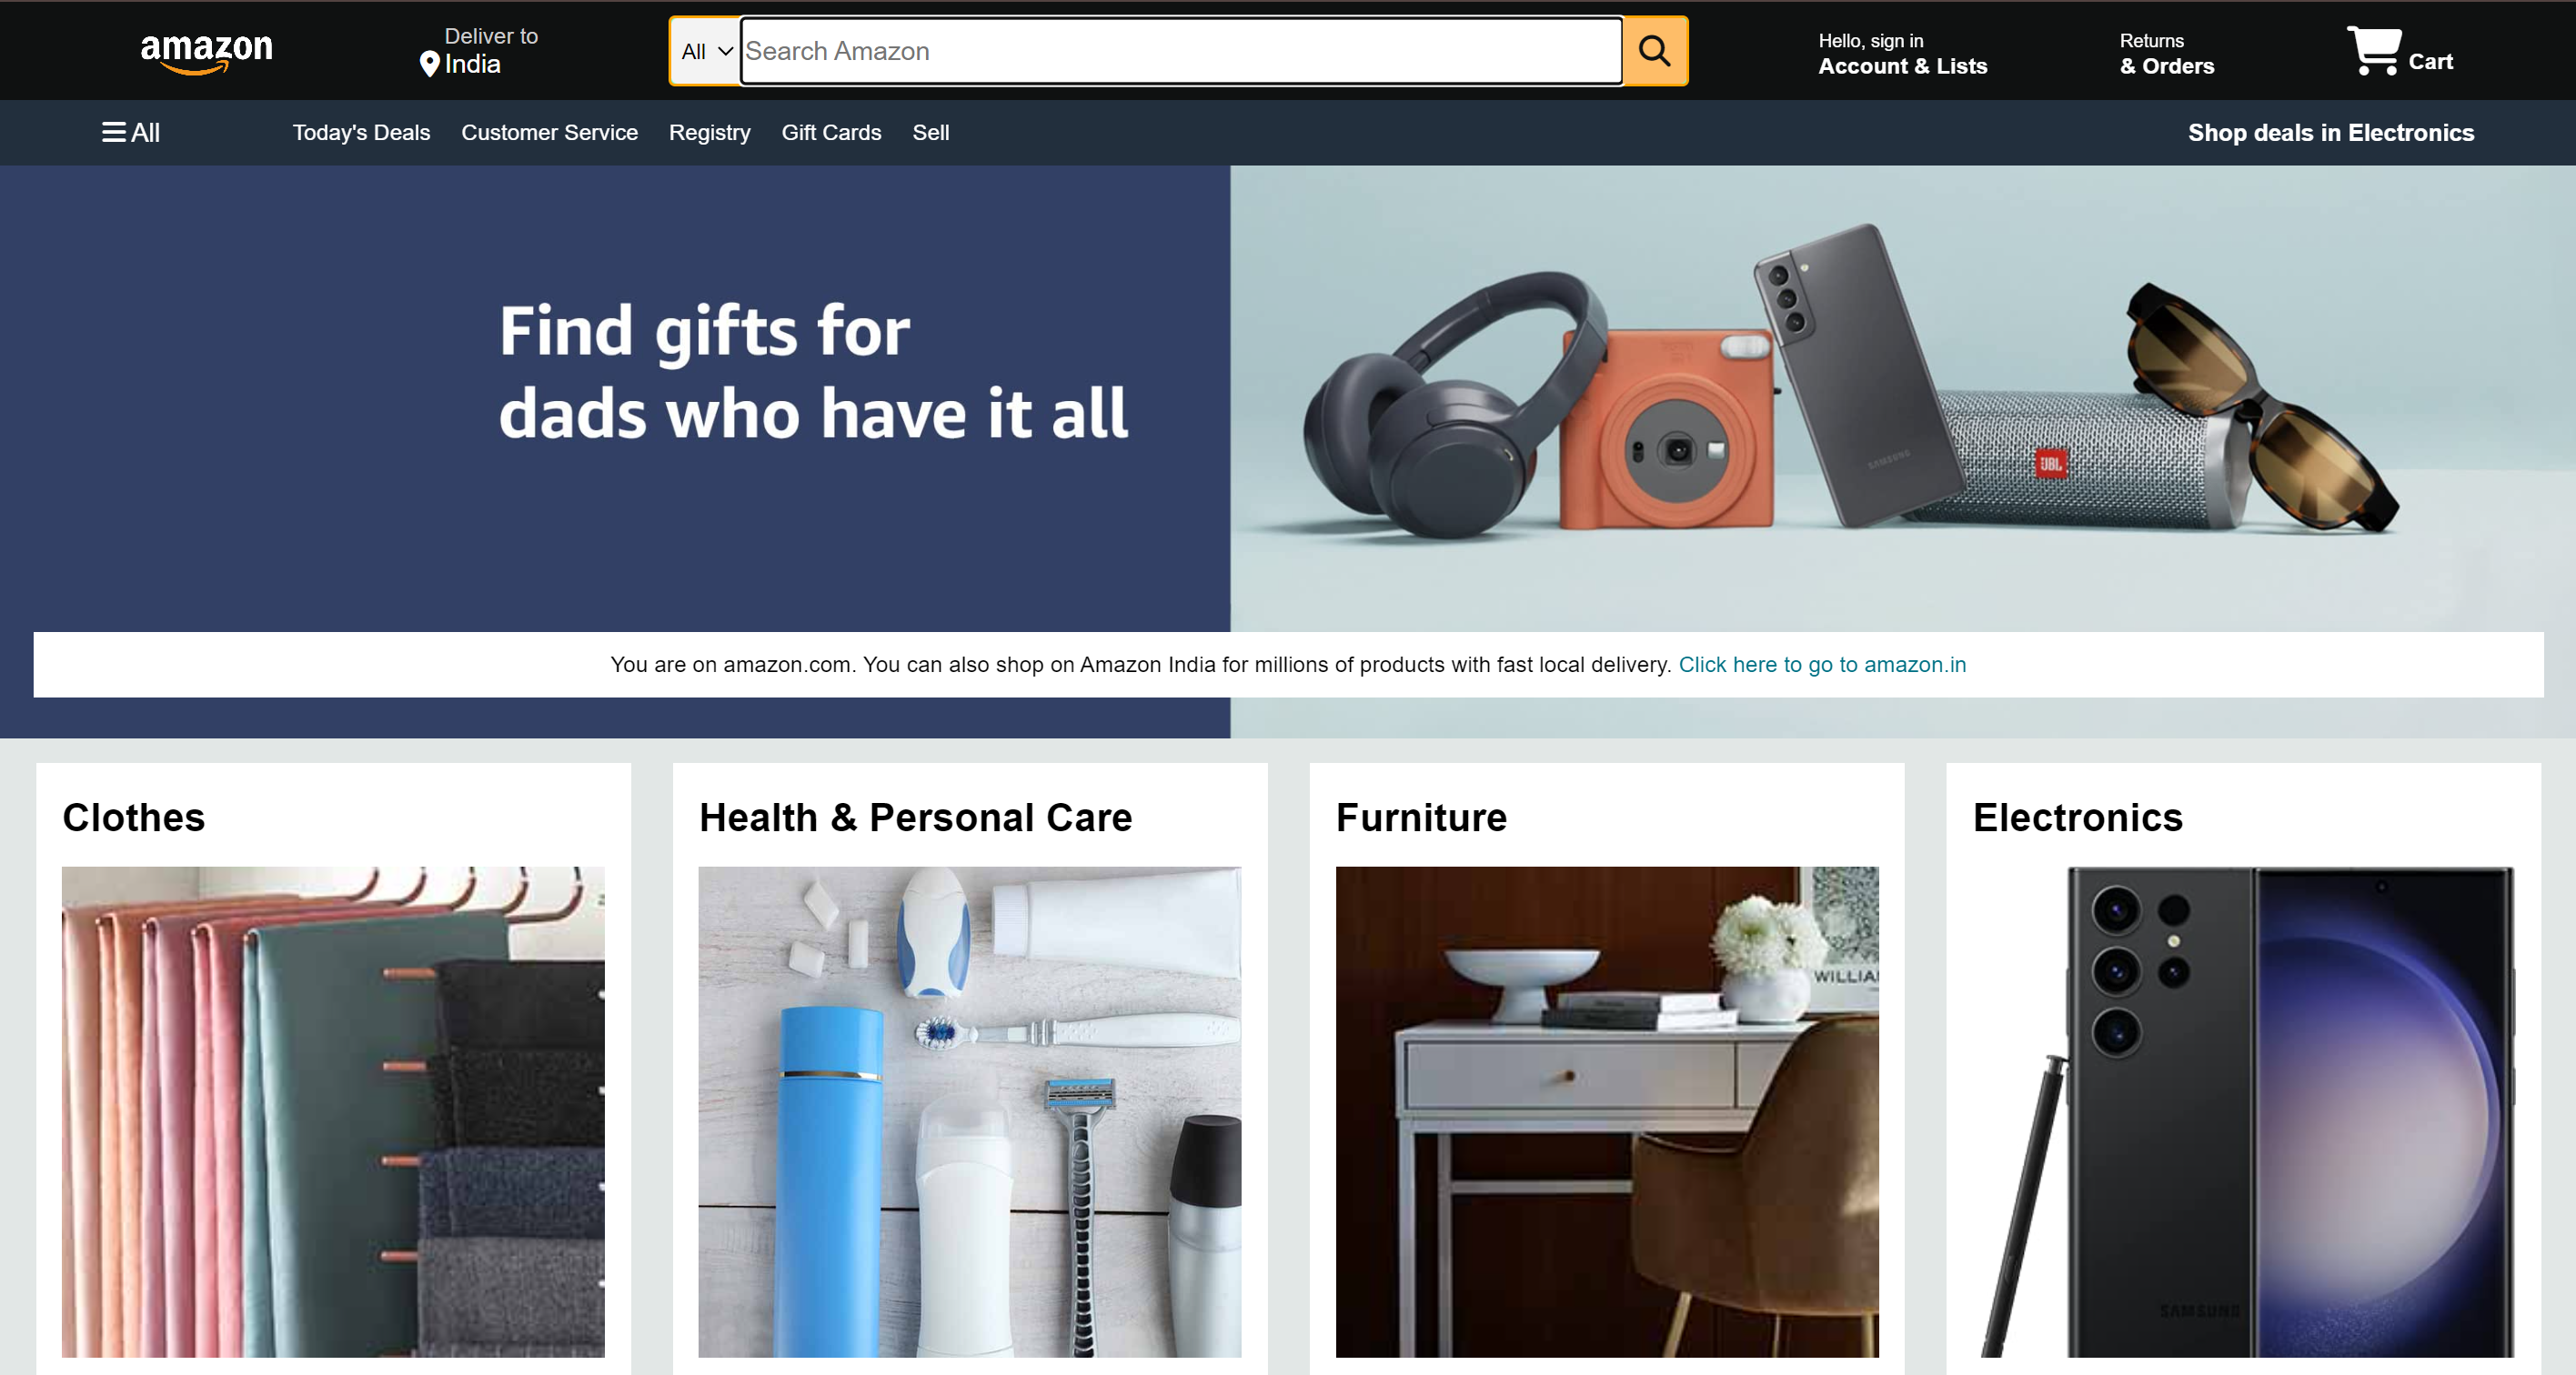 amazon
Deliver to
India
All
Search Amazon
Hello, sign in
Account & Lists
Returns
& Orders
Cart
All
Today's Deals
Customer Service
Registry
Gift Cards
Sell
Shop deals in Electronics
Find gifts for
dads who have it all
SAMSUNG
JBL
You are on amazon.com. You can also shop on Amazon India for millions of products with fast local delivery. Click here to go to amazon.in
Clothes
Health & Personal Care
Furniture
Electronics
WILLIA
SAMSUNG